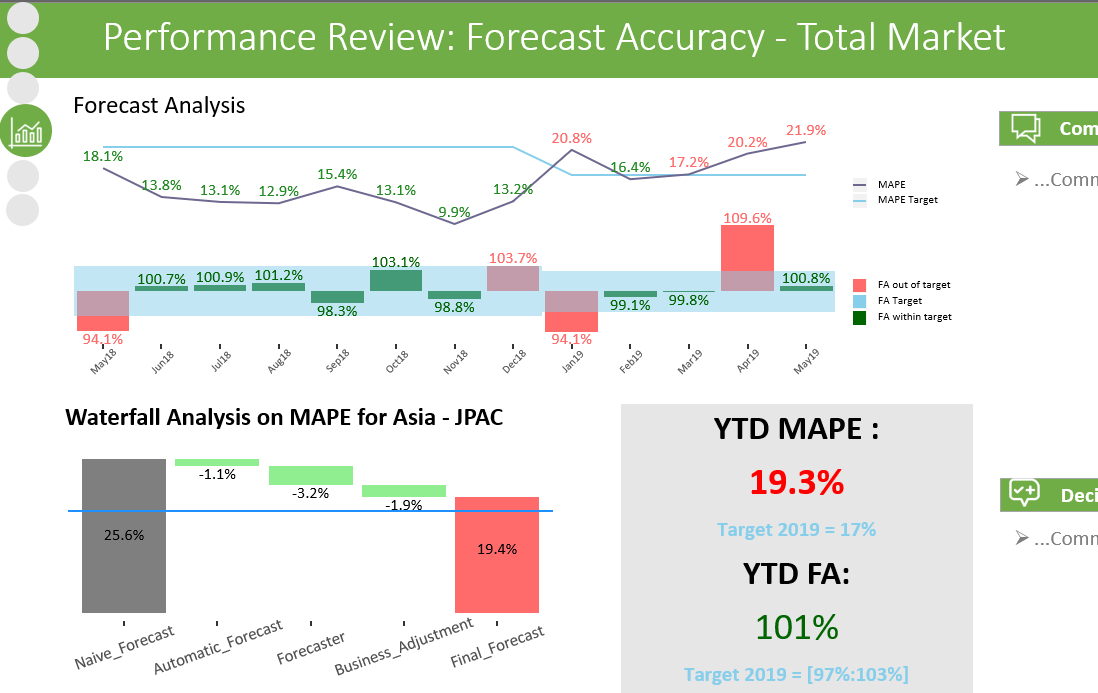 Performance Review: Forecast Accuracy - Total Market
Forecast Analysis
18.1%
13.8%
13.1%
12.9%
15.4%
13.1%
9.9%
13.2%
20.8%
16.4%
17.2%
20.2%
21.9%
MAPE
MAPE Target
94.1%
100.7%
100.9%
101.2%
98.3%
103.1%
98.8%
103.7%
94.1%
99.1%
99.8%
109.6%
100.8%
FA out of target
FA Target
FA within target
May18
Jun18
Jul18
Aug18
Sep18
Oct18
Nov18
Dec18
Jan19
Feb19
Mar19
Apr19
May19
Com
...Comn
Waterfall Analysis on MAPE for Asia - JPAC
25.6%
-1.1%
-3.2%
-1.9%
19.4%
Naive_Forecast
Automatic_Forecast
Forecaster
Business_Adjustment
Final_Forecast
YTD MAPE :
19.3%
Target 2019 = 17%
YTD FA:
101%
Target 2019 = [97%:103%]
Deci
...Comn